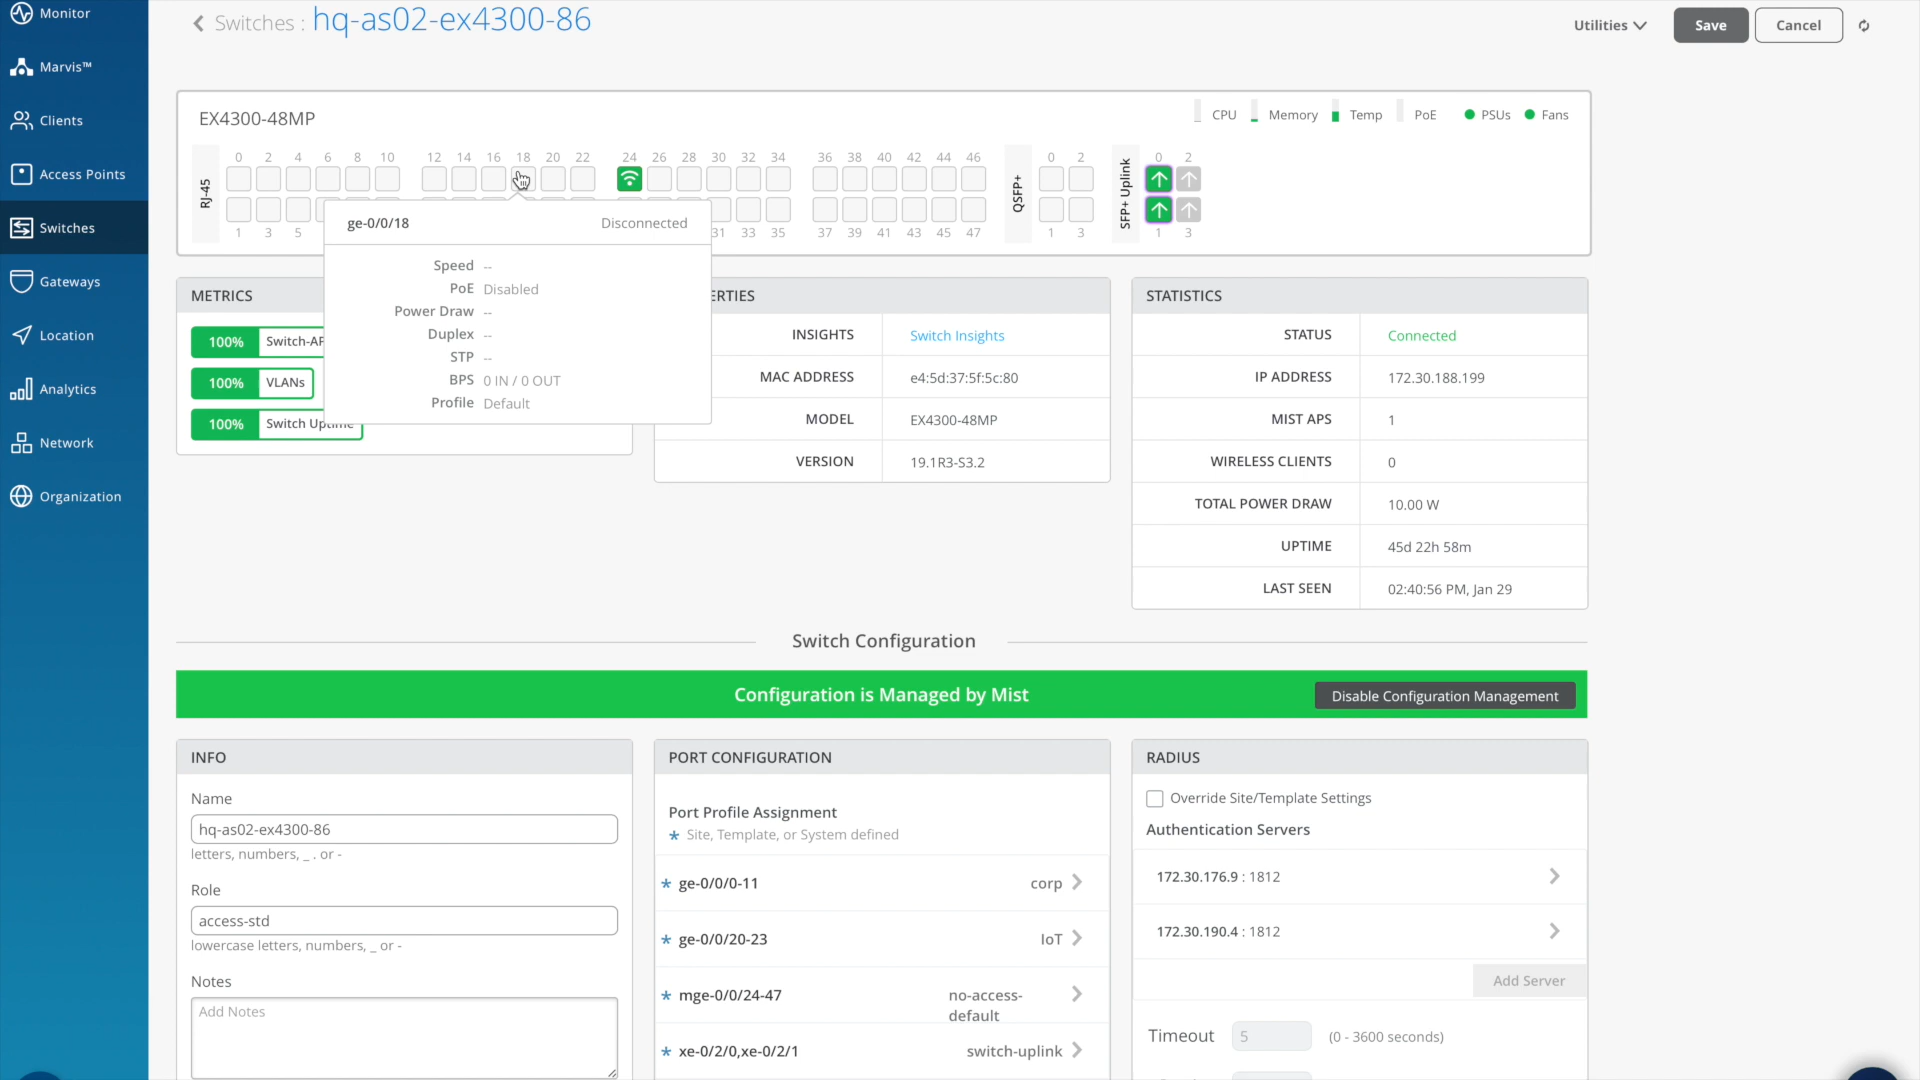 Monitor
Marvis™
Clients
Access Points
Switches
Gateways
Location
Analytics
Network
Organization
Switches : hq-as02-ex4300-86
Utilities
Save
Cancel
EX4300-48MP
CPU
Memory
Temp
PoE
PSUs
Fans
RJ-45
0 2 4 6 8 10 12 14 16 18 20 22 24 26 28 30 32 34 36 38 40 42 44 46
1 3 5 31 33 35 37 39 41 43 45 47
QSFP+
0 2
1 3
SFP+ Uplink
0 2
1 3
ge-0/0/18 Disconnected
Speed --
PoE Disabled
Power Draw --
Duplex --
STP --
BPS 0 IN / 0 OUT
Profile Default
METRICS
100% Switch-AP
100% VLANs
100% Switch Uptime
ERTIES
INSIGHTS Switch Insights
MAC ADDRESS e4:5d:37:5f:5c:80
MODEL EX4300-48MP
VERSION 19.1R3-S3.2
STATISTICS
STATUS Connected
IP ADDRESS 172.30.188.199
MIST APS 1
WIRELESS CLIENTS 0
TOTAL POWER DRAW 10.00 W
UPTIME 45d 22h 58m
LAST SEEN 02:40:56 PM, Jan 29
Switch Configuration
Configuration is Managed by Mist
Disable Configuration Management
INFO
Name
hq-as02-ex4300-86
letters, numbers, _ . or -
Role
access-std
lowercase letters, numbers, _ or -
Notes
Add Notes
PORT CONFIGURATION
Port Profile Assignment
* Site, Template, or System defined
* ge-0/0/0-11 corp
* ge-0/0/20-23 IoT
* mge-0/0/24-47 no-access-
default
* xe-0/2/0,xe-0/2/1 switch-uplink
RADIUS
Override Site/Template Settings
Authentication Servers
172.30.176.9 : 1812
172.30.190.4 : 1812
Add Server
Timeout 5 (0 - 3600 seconds)